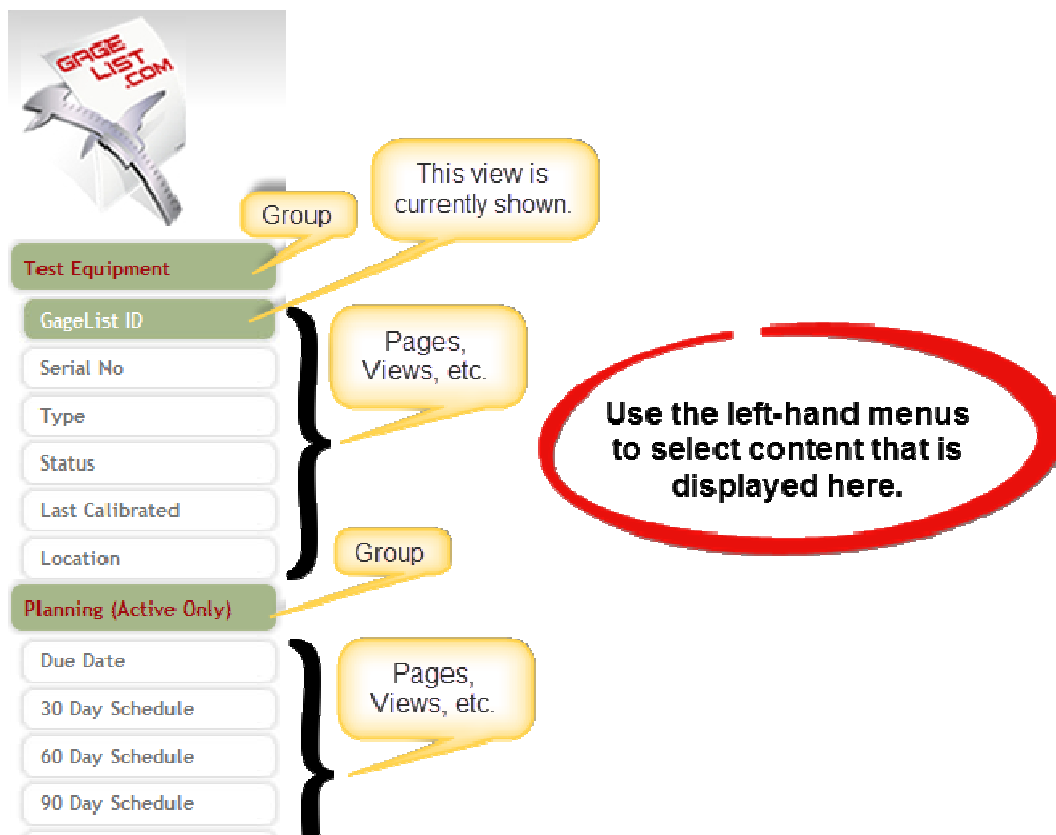 GAGE
LIST
.COM
This view is
currently shown.
Group
Test Equipment
GageList ID
Serial No
Type
Status
Last Calibrated
Location
Pages,
Views, etc.
Use the left-hand menus
to select content that is
displayed here.
Group
Planning (Active Only)
Due Date
30 Day Schedule
60 Day Schedule
90 Day Schedule
Pages,
Views, etc.